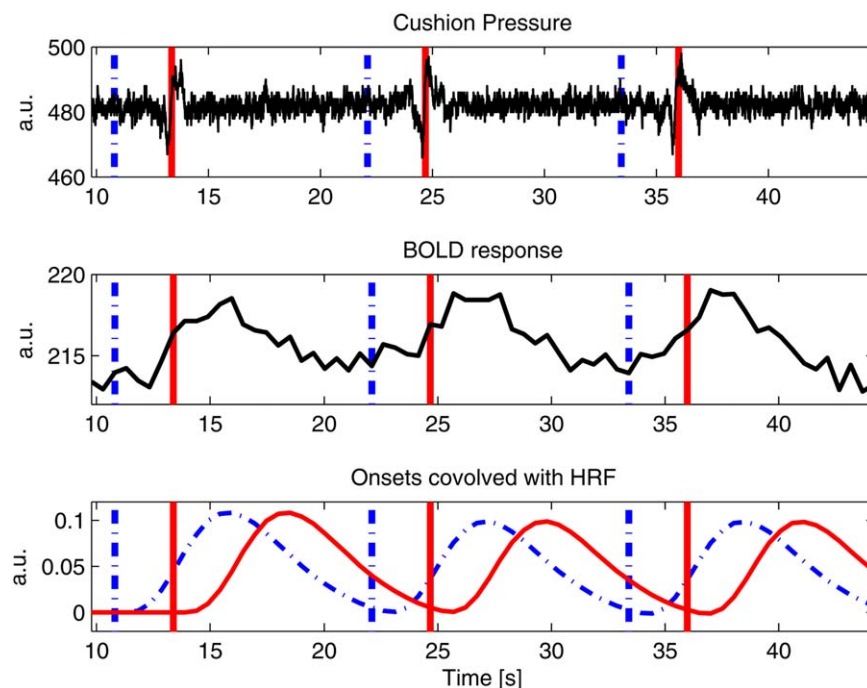 Cushion Pressure
500
480
460
a.u.
10 15 20 25 30 35 40
BOLD response
220
215
a.u.
10 15 20 25 30 35 40
Onsets covolved with HRF
0.1
0.05
0
a.u.
10 15 20 25 30 35 40
Time [s]